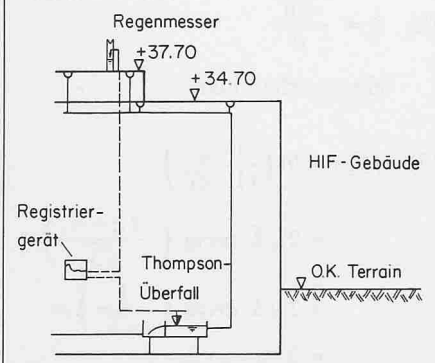 Regenmesser
+37.70
+34.70
HIF-Gebäude
Registrier-
gerät
Thompson-
Überfall
O.K. Terrain